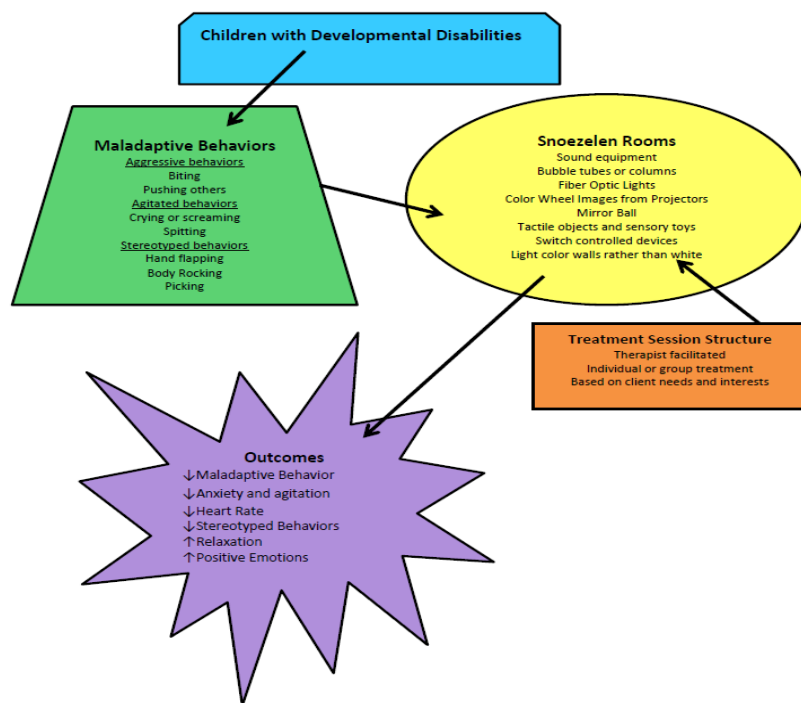 Children with Developmental Disabilities
Maladaptive Behaviors
Aggressive behaviors
Biting
Pushing others
Agitated behaviors
Crying or screaming
Spitting
Stereotyped behaviors
Hand flapping
Body Rocking
Picking
Snoezelen Rooms
Sound equipment
Bubble tubes or columns
Fiber Optic Lights
Color Wheel Images from Projectors
Mirror Ball
Tactile objects and sensory toys
Switch controlled devices
Light color walls rather than white
Treatment Session Structure
Therapist facilitated
Individual or group treatment
Based on client needs and interests
Outcomes
↓Maladaptive Behavior
↓Anxiety and agitation
↓Heart Rate
↓Stereotyped Behaviors
↑Relaxation
↑Positive Emotions